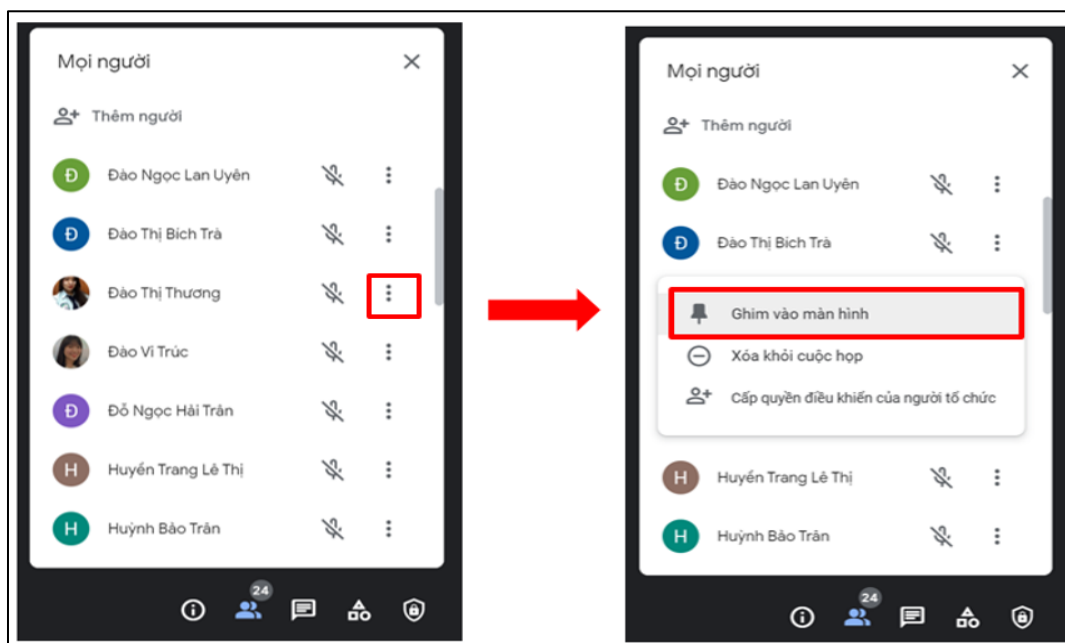 Mọi người
Thêm người
Đ Đào Ngọc Lan Uyên
Đ Đào Thị Bích Trà
Đào Thị Thương
Đào Vi Trúc
Đ Đỗ Ngọc Hải Trân
H Huyền Trang Lê Thị
H Huỳnh Bảo Trân
24
Mọi người
Thêm người
Đ Đào Ngọc Lan Uyên
Đ Đào Thị Bích Trà
Ghim vào màn hình
Xóa khỏi cuộc họp
Cấp quyền điều khiển của người tổ chức
H Huyền Trang Lê Thị
H Huỳnh Bảo Trân
24